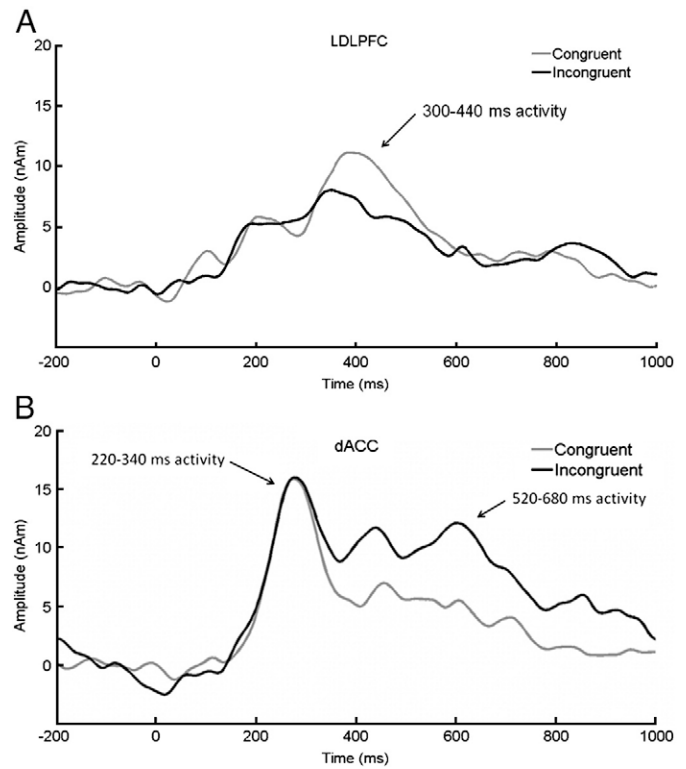 A
LDLPFC
Congruent
Incongruent
300-440 ms activity
20
15
10
5
0
Amplitude (nAm)
-200 0 200 400 600 800 1000
Time (ms)
B
dACC
Congruent
Incongruent
220-340 ms activity
520-680 ms activity
20
15
10
5
0
Amplitude (nAm)
-200 0 200 400 600 800 1000
Time (ms)